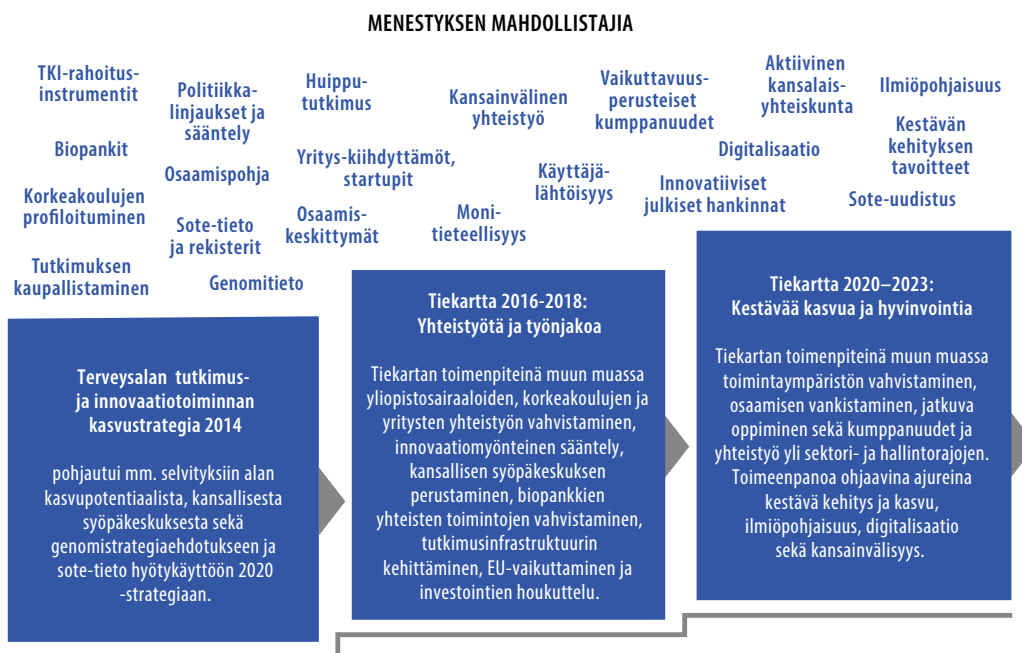 MENESTYKSEN MAHDOLLISTAJIA
TKI-rahoitus-
instrumentit
Politiikka-
linjaukset ja
sääntely
Huippu-
tutkimus
Kansainvälinen
yhteistyö
Vaikuttavuus-
perusteiset
kumppanuudet
Aktiivinen
kansalais-
yhteiskunta
Ilmiöpohjaisuus
Biopankit
Osaamispohja
Yritys-kiihdyttämöt,
startupit
Käyttäjä-
lähtöisyys
Digitalisaatio
Kestävän
kehityksen
tavoitteet
Korkeakoulujen
profiloituminen
Sote-tieto
ja rekisterit
Osaamis-
keskittymät
Moni-
tieteellisyys
Innovatiiviset
julkiset hankinnat
Sote-uudistus
Tutkimuksen
kaupallistaminen
Genomitieto
Terveysalan tutkimus-
ja innovaatiotoiminnan
kasvustrategia 2014
pohjautui mm. selvityksiin alan
kasvupotentiaalista, kansallisesta
syöpäkeskuksesta sekä
genomistrategiaehdotukseen ja
sote-tieto hyötykäyttöön 2020
-strategiaan.
Tiekartta 2016-2018:
Yhteistyötä ja työnjakoa
Tiekartan toimenpiteinä muun muassa
yliopistosairaaloiden, korkeakoulujen ja
yritysten yhteistyön vahvistaminen,
innovaatiomyönteinen sääntely,
kansallisen syöpäkeskuksen
perustaminen, biopankkien
yhteisten toimintojen vahvistaminen,
tutkimusinfrastruktuurin
kehittäminen, EU-vaikuttaminen ja
investointien houkuttelu.
Tiekartta 2020–2023:
Kestävää kasvua ja hyvinvointia
Tiekartan toimenpiteinä muun muassa
toimintaympäristön vahvistaminen,
osaamisen vankistaminen, jatkuva
oppiminen sekä kumppanuudet ja
yhteistyö yli sektori- ja hallintorajojen.
Toimeenpanoa ohjaavina ajureina
kestävä kehitys ja kasvu,
ilmiöpohjaisuus, digitalisaatio
sekä kansainvälisyys.